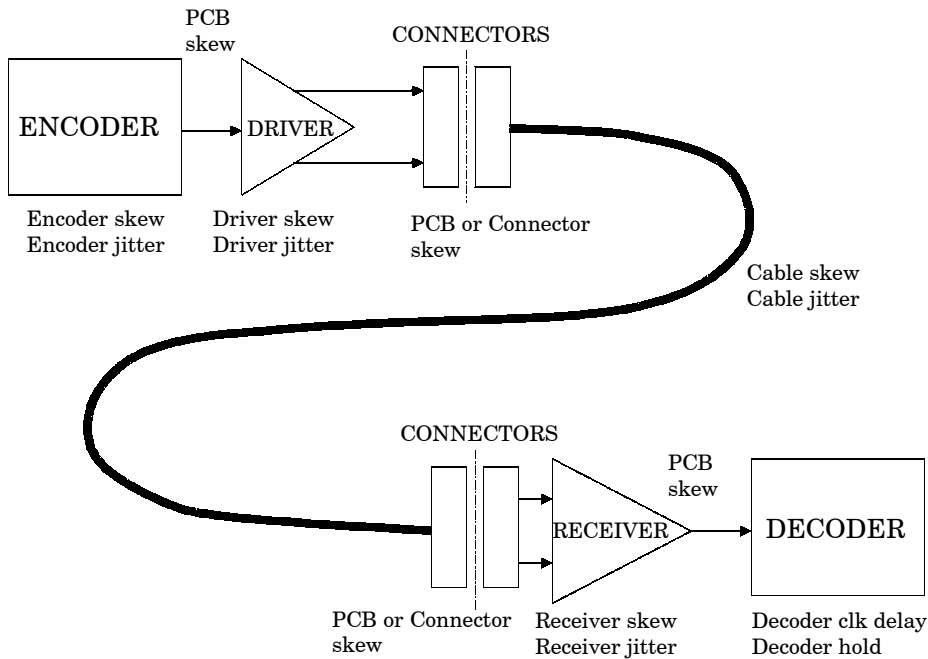 PCB
skew
CONNECTORS
ENCODER
DRIVER
Encoder skew
Encoder jitter
Driver skew
Driver jitter
PCB or Connector
skew
Cable skew
Cable jitter
CONNECTORS
PCB
skew
RECEIVER
DECODER
PCB or Connector
skew
Receiver skew
Receiver jitter
Decoder clk delay
Decoder hold